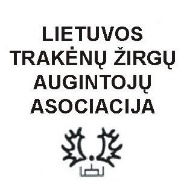 LIETUVOS
TRAKĖNŲ ŽIRGŲ
AUGINTOJŲ
ASOCIACIJA